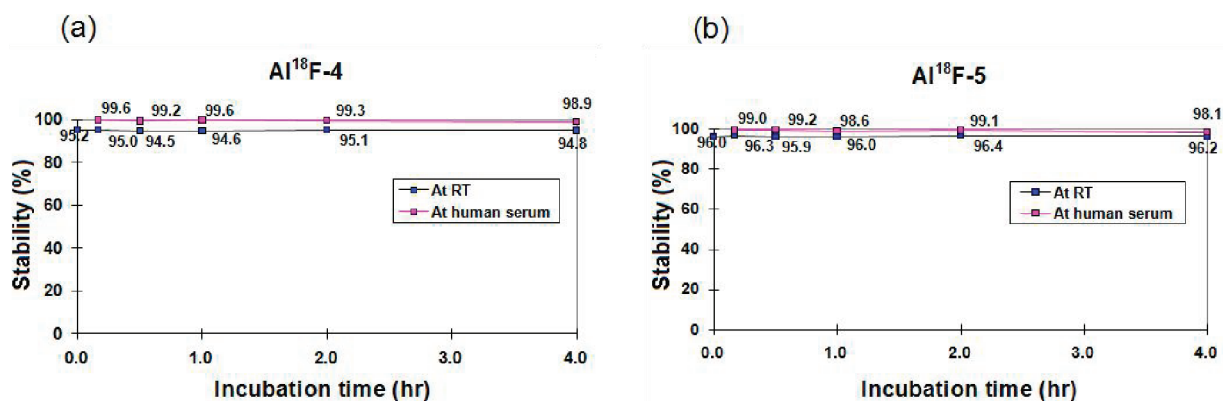 (a)
Al18F-4
99.6 99.2 99.6 99.3 98.9
95.2 95.0 94.5 94.6 95.1 94.8
100
80
60
40
20
0
Stability (%)
At RT
At human serum
0.0 1.0 2.0 3.0 4.0
Incubation time (hr)
(b)
Al18F-5
99.0 99.2 98.6 99.1 98.1
96.0 96.3 95.9 96.0 96.4 96.2
100
80
60
40
20
0
Stability (%)
At RT
At human serum
0.0 1.0 2.0 3.0 4.0
Incubation time (hr)